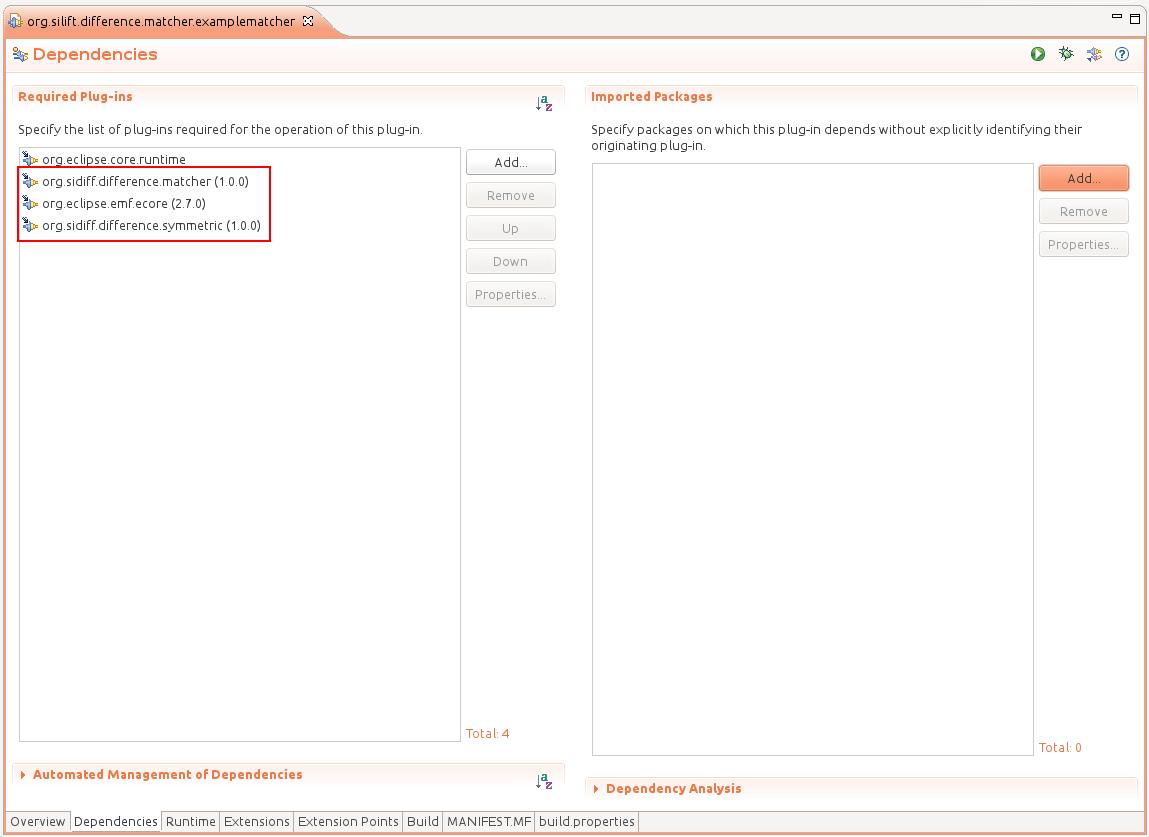 org.silift.difference.matcher.examplematcher
Dependencies
Required Plug-ins
Specify the list of plug-ins required for the operation of this plug-in.
org.eclipse.core.runtime
org.sidiff.difference.matcher (1.0.0)
org.eclipse.emf.ecore (2.7.0)
org.sidiff.difference.symmetric (1.0.0)
Add...
Remove
Up
Down
Properties...
Total: 4
Automated Management of Dependencies
Imported Packages
Specify packages on which this plug-in depends without explicitly identifying their
originating plug-in.
Add...
Remove
Properties...
Total: 0
Dependency Analysis
Overview Dependencies Runtime Extensions Extension Points Build MANIFEST.MF build.properties